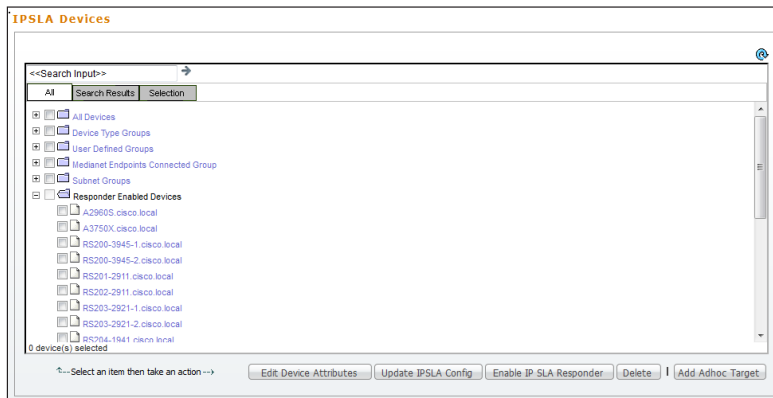 IPSLA Devices
<<Search Input>>
All Search Results Selection
All Devices
Device Type Groups
User Defined Groups
Medianet Endpoints Connected Group
Subnet Groups
Responder Enabled Devices
A2960S.cisco.local
A3750X.cisco.local
RS200-3945-1.cisco.local
RS200-3945-2.cisco.local
RS201-2911.cisco.local
RS202-2911.cisco.local
RS203-2921-1.cisco.local
RS203-2921-2.cisco.local
RS204-1941.cisco.local
0 device(s) selected
Select an item then take an action --> Edit Device Attributes Update IPSLA Config Enable IP SLA Responder Delete | Add Adhoc Target